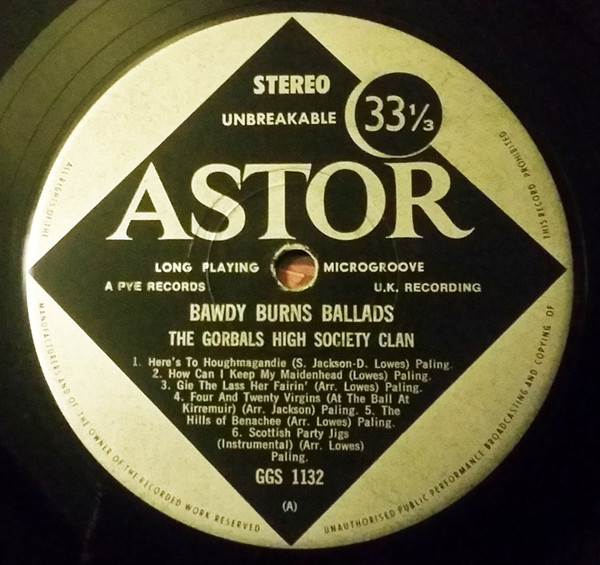 STEREO
UNBREAKABLE
33⅓
ASTOR
LONG PLAYING MICROGROOVE
A PYE RECORDS U.K. RECORDING
BAWDY BURNS BALLADS
THE GORBALS HIGH SOCIETY CLAN
1. Here's To Houghmagandie (S. Jackson-D. Lowes) Paling.
2. How Can I Keep My Maidenhead (Lowes) Paling.
3. Gie The Lass Her Fairin' (Arr. Lowes) Paling.
4. Four And Twenty Virgins (At The Ball At
Kirremuir) (Arr. Jackson) Paling. 5. The
Hills of Benachee (Arr. Lowes) Paling.
6. Scottish Party Jigs
(Instrumental) (Arr. Lowes)
Paling.
GGS 1132
(A)
ALL RIGHTS OF THE
MANUFACTURERS AND OF THE OWNER OF THE RECORDED WORK RESERVED
UNAUTHORISED PUBLIC PERFORMANCE BROADCASTING AND COPYING OF
THIS RECORD PROHIBITED